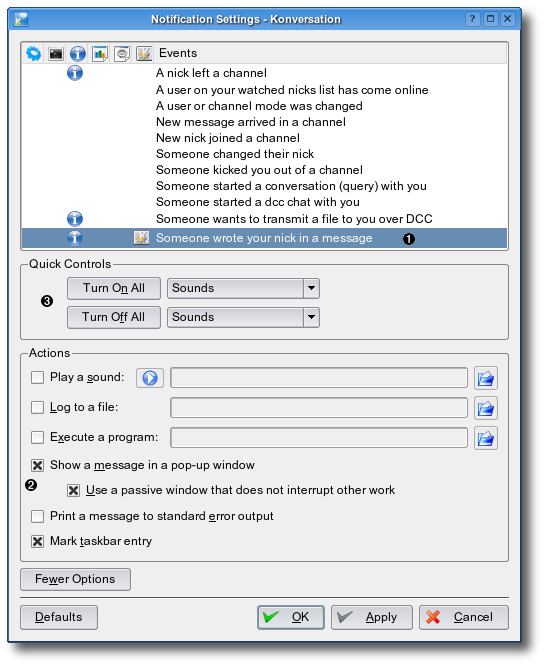 Notification Settings - Konversation
Events
A nick left a channel
A user on your watched nicks list has come online
A user or channel mode was changed
New message arrived in a channel
New nick joined a channel
Someone changed their nick
Someone kicked you out of a channel
Someone started a conversation (query) with you
Someone started a dcc chat with you
Someone wants to transmit a file to you over DCC
Someone wrote your nick in a message 1
Quick Controls
3 Turn On All Sounds
Turn Off All Sounds
Actions
Play a sound:
Log to a file:
Execute a program:
Show a message in a pop-up window
2 Use a passive window that does not interrupt other work
Print a message to standard error output
Mark taskbar entry
Fewer Options
Defaults OK Apply Cancel